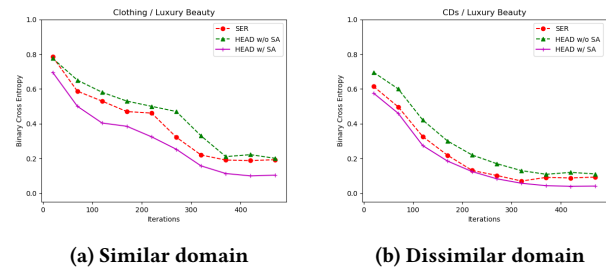 Clothing / Luxury Beauty
1.0
0.8
0.6
0.4
0.2
0.0
Binary Cross Entropy
SER
HEAD w/o SA
HEAD w/ SA
0
100
200
300
400
Iterations
(a) Similar domain
CDs / Luxury Beauty
1.0
0.8
0.6
0.4
0.2
0.0
Binary Cross Entropy
SER
HEAD w/o SA
HEAD w/ SA
0
100
200
300
400
Iterations
(b) Dissimilar domain